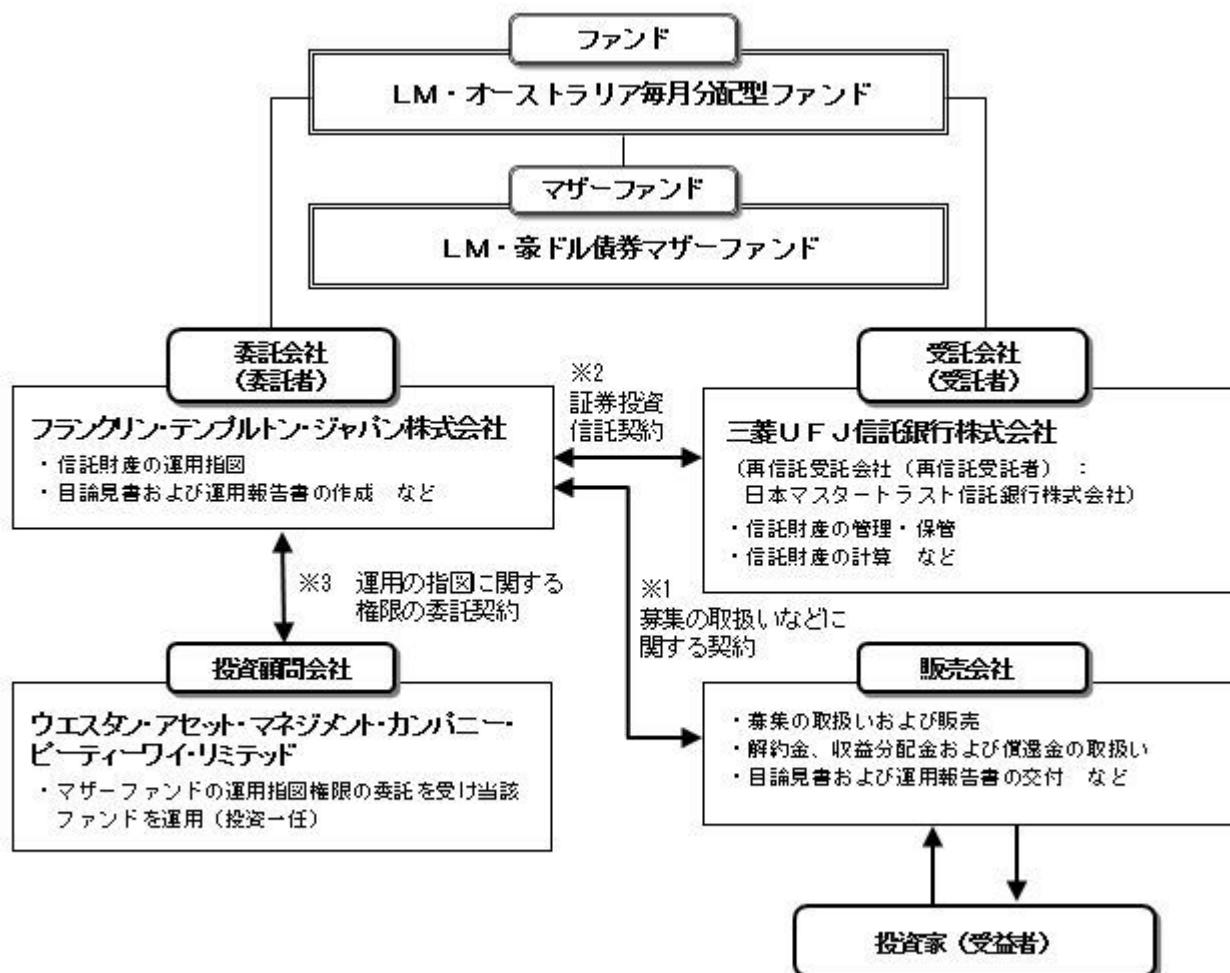 ファンド
LM・オーストラリア毎月分配型ファンド
マザーファンド
LM・豪ドル債券マザーファンド
委託会社
(委託者)
フランクリン・テンプルトン・ジャパン株式会社
・信託財産の運用指図
・目論見書および運用報告書の作成 など
※2
証券投資
信託契約
受託会社
(受託者)
三菱UFJ信託銀行株式会社
(再信託受託会社(再信託受託者) :
日本マスタートラスト信託銀行株式会社)
・信託財産の管理・保管
・信託財産の計算 など
※3 運用の指図に関する
権限の委託契約
※1
募集の取扱いなどに
関する契約
投資顧問会社
ウエスタン・アセット・マネジメント・カンパニー・
ピーティーワイ・リミテッド
・マザーファンドの運用指図権限の委託を受け当該
ファンドを運用(投資一任)
販売会社
・募集の取扱いおよび販売
・解約金、収益分配金および償還金の取扱い
・目論見書および運用報告書の交付 など
投資家(受益者)